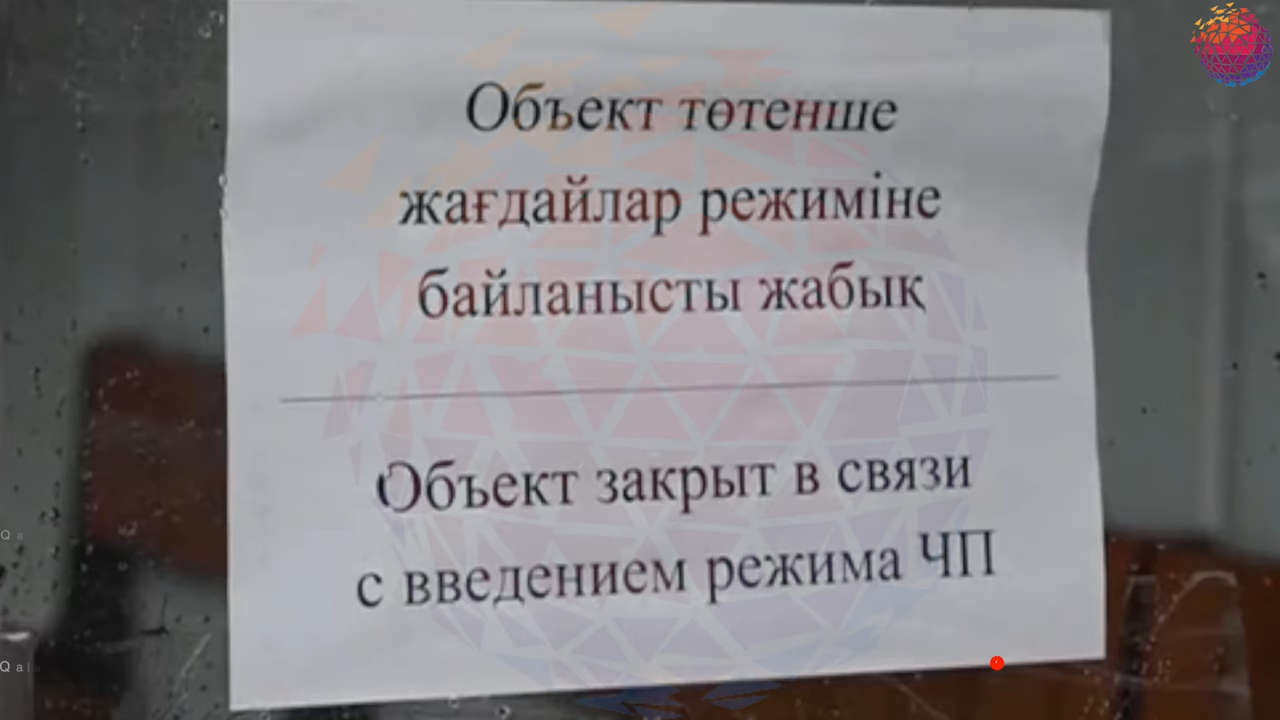 Объект төтенше
жағдайлар режиміне
байланысты жабық
Объект закрыт в связи
с введением режима ЧП